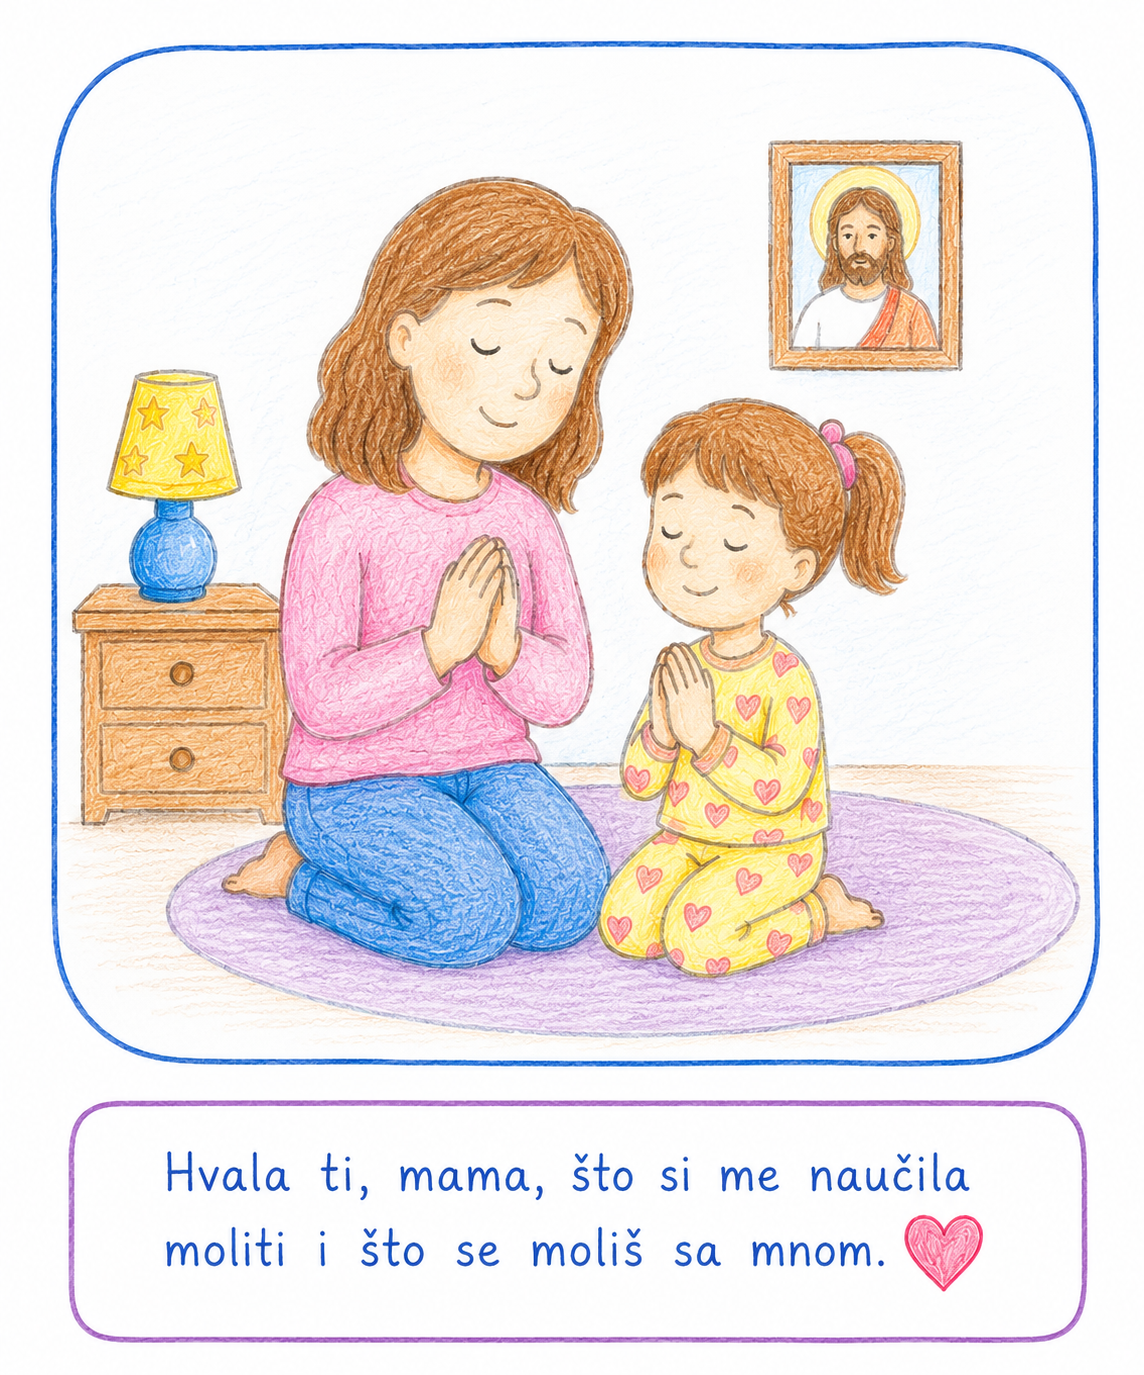 Hvala ti, mama, što si me naučila
moliti i što se moliš sa mnom.